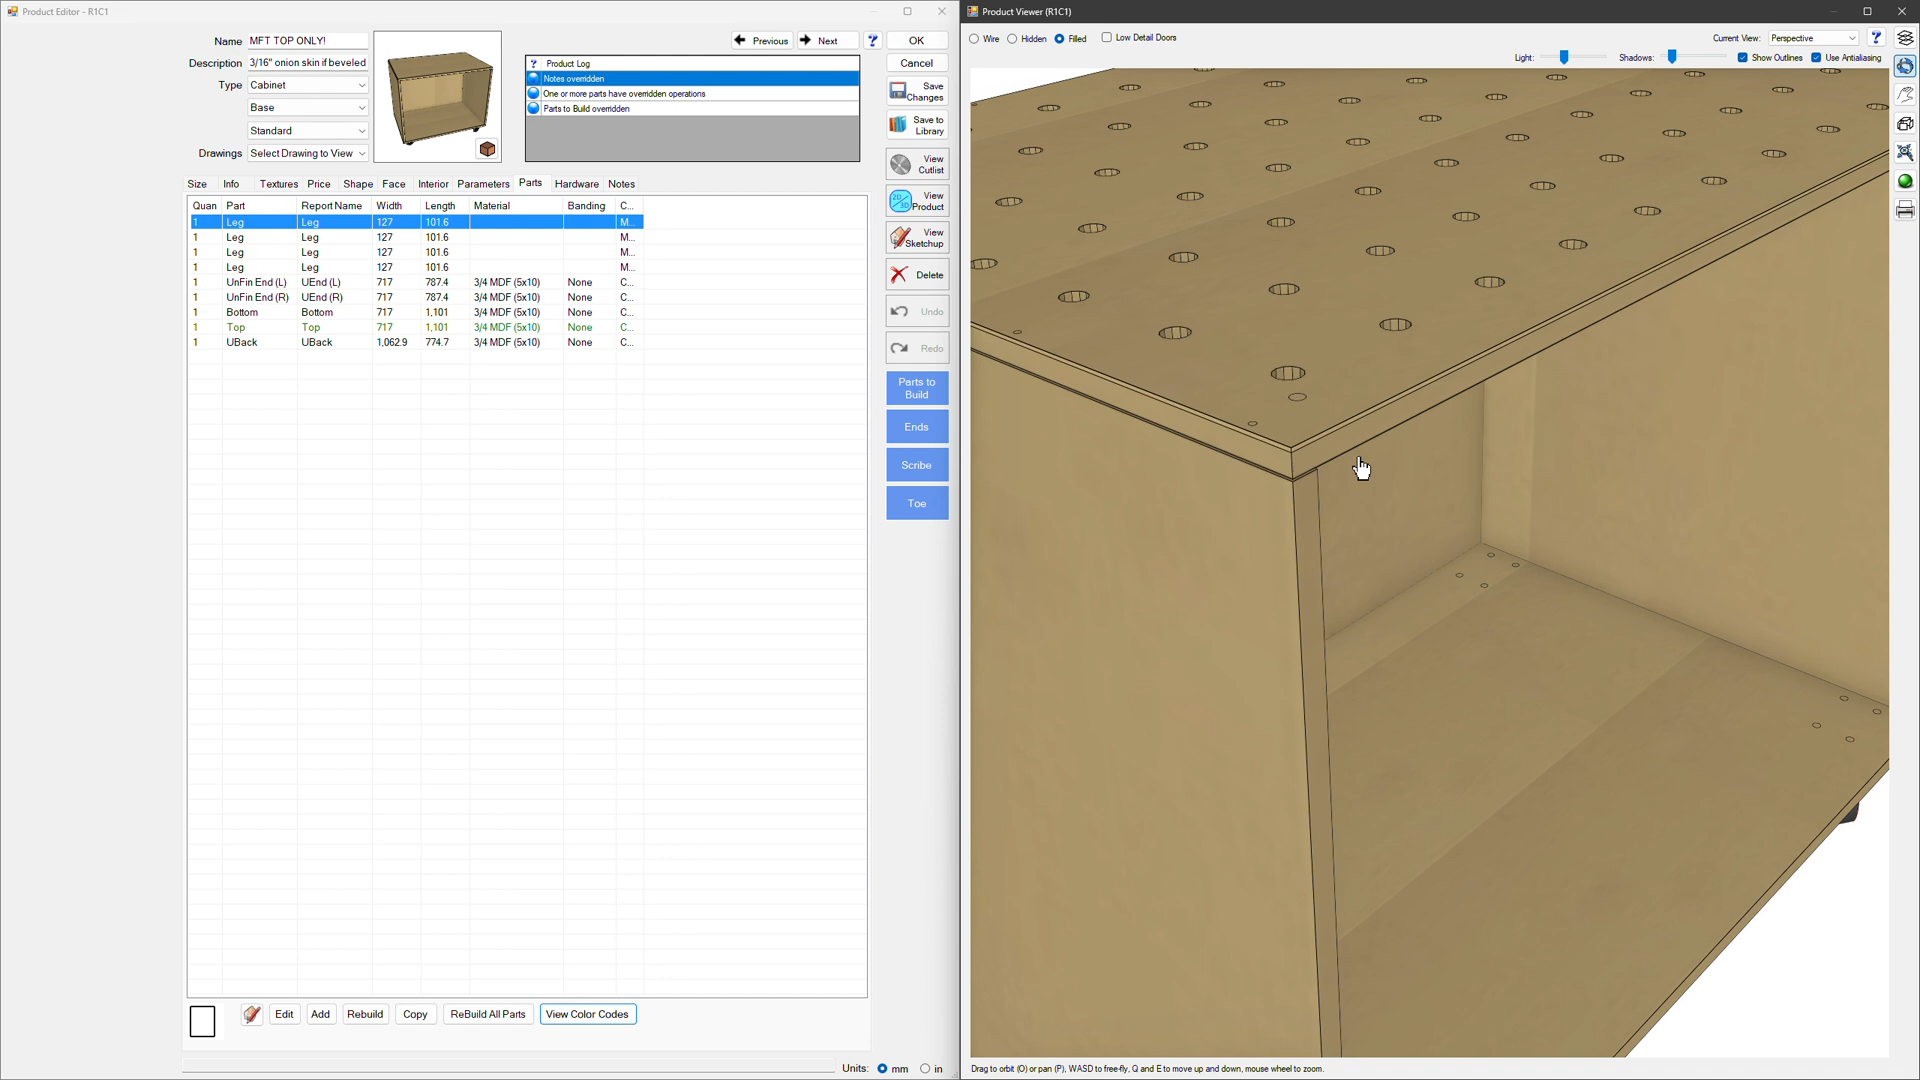 Product Editor - R1C1
Name MFT TOP ONLY!
Description 3/16" onion skin if beveled
Type Cabinet
Base
Standard
Drawings Select Drawing to View
Previous Next ? OK
? Product Log
Notes overridden
One or more parts have overridden operations
Parts to Build overridden
Cancel
Save Changes
Save to Library
View Cutlist
2D/3D View Product
View Sketchup
Delete
Undo
Redo
Parts to Build
Ends
Scribe
Toe
Size Info Textures Price Shape Face Interior Parameters Parts Hardware Notes
Quan Part Report Name Width Length Material Banding C...
1 Leg Leg 127 101.6 M...
1 Leg Leg 127 101.6 M...
1 Leg Leg 127 101.6 M...
1 Leg Leg 127 101.6 M...
1 UnFin End (L) UEnd (L) 717 787.4 3/4 MDF (5x10) None C...
1 UnFin End (R) UEnd (R) 717 787.4 3/4 MDF (5x10) None C...
1 Bottom Bottom 717 1,101 3/4 MDF (5x10) None C...
1 Top Top 717 1,101 3/4 MDF (5x10) None C...
1 UBack UBack 1,062.9 774.7 3/4 MDF (5x10) None C...
Edit Add Rebuild Copy ReBuild All Parts View Color Codes
Units: mm in
Product Viewer (R1C1)
Wire Hidden Filled Low Detail Doors
Current View: Perspective ?
Light: Shadows: Show Outlines Use Antialiasing
Drag to orbit (O) or pan (P), WASD to free-fly, Q and E to move up and down, mouse wheel to zoom.